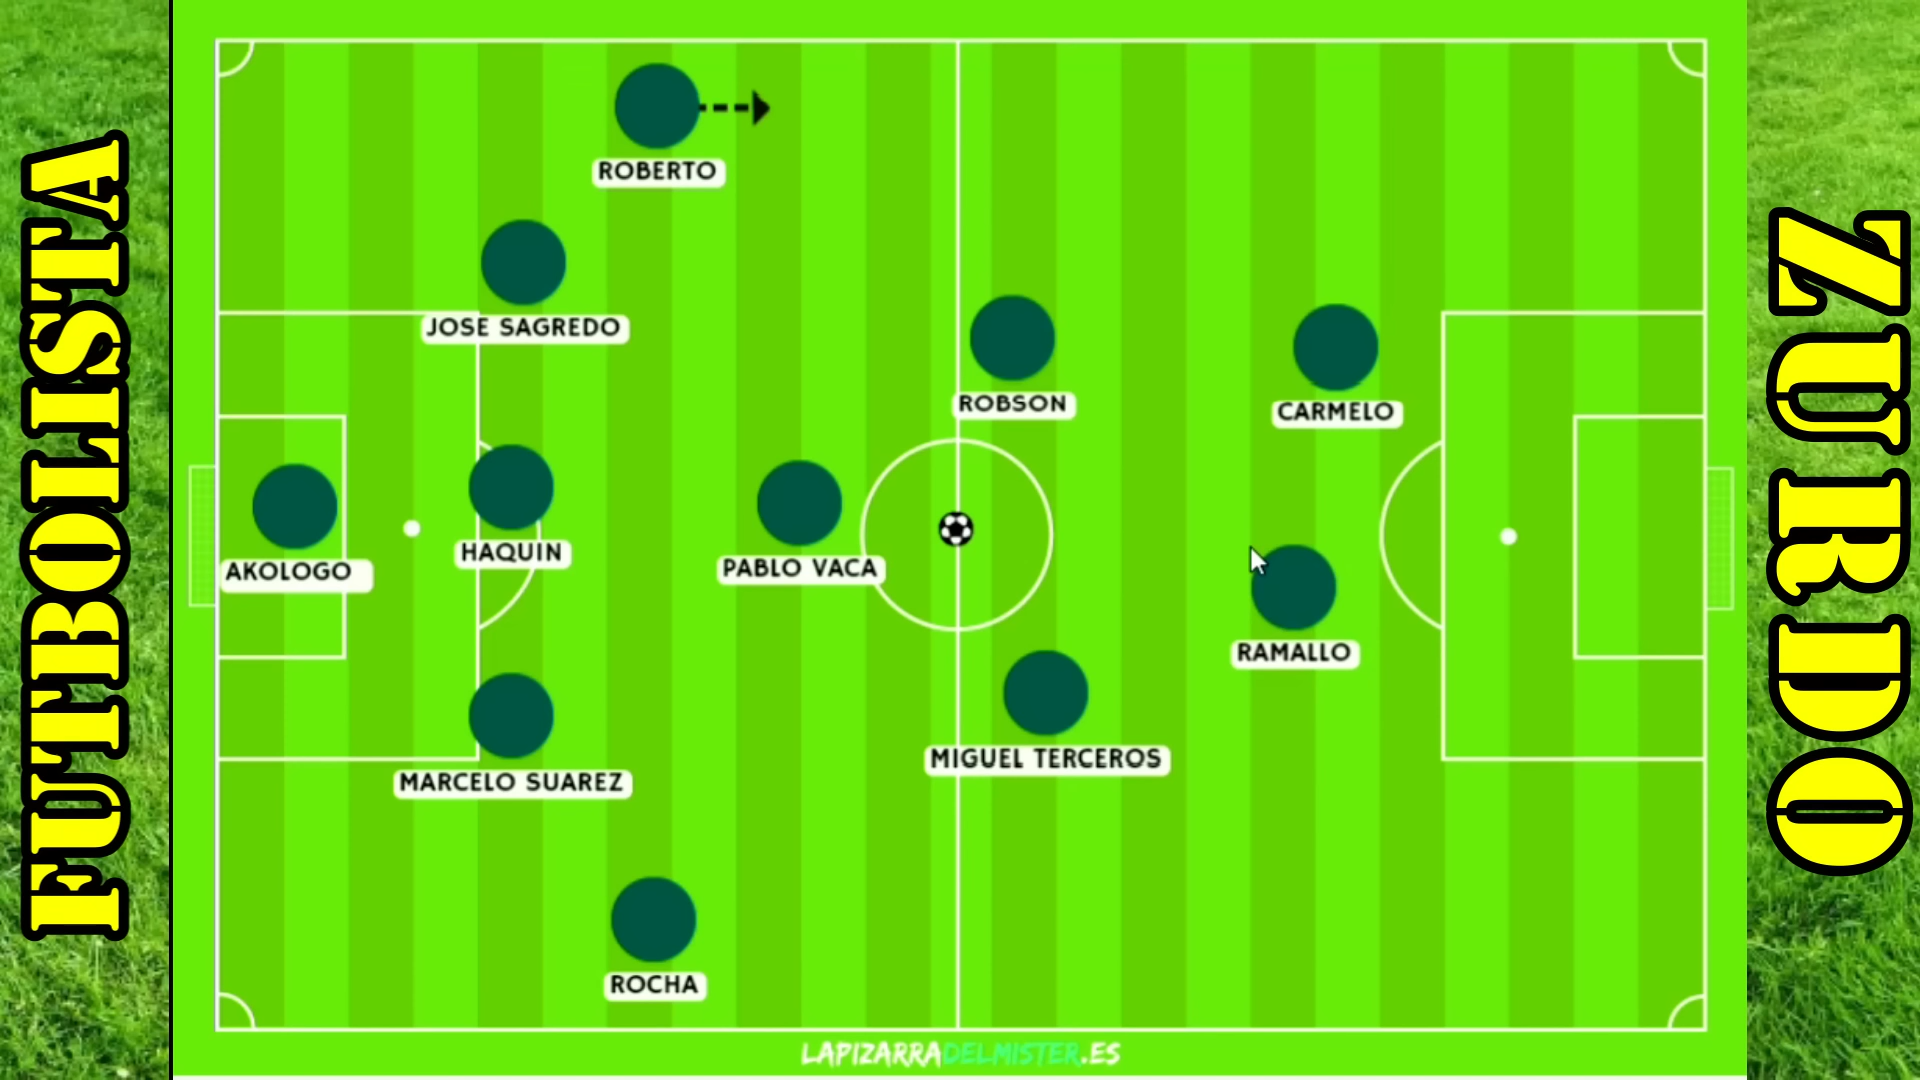 FUTBOLISTA
ROBERTO
JOSE SAGREDO
ROBSON
CARMELO
HAQUIN
AKOLOGO
PABLO VACA
RAMALLO
MIGUEL TERCEROS
MARCELO SUAREZ
ROCHA
LAPIZARRADELMISTER.ES
ZURDO